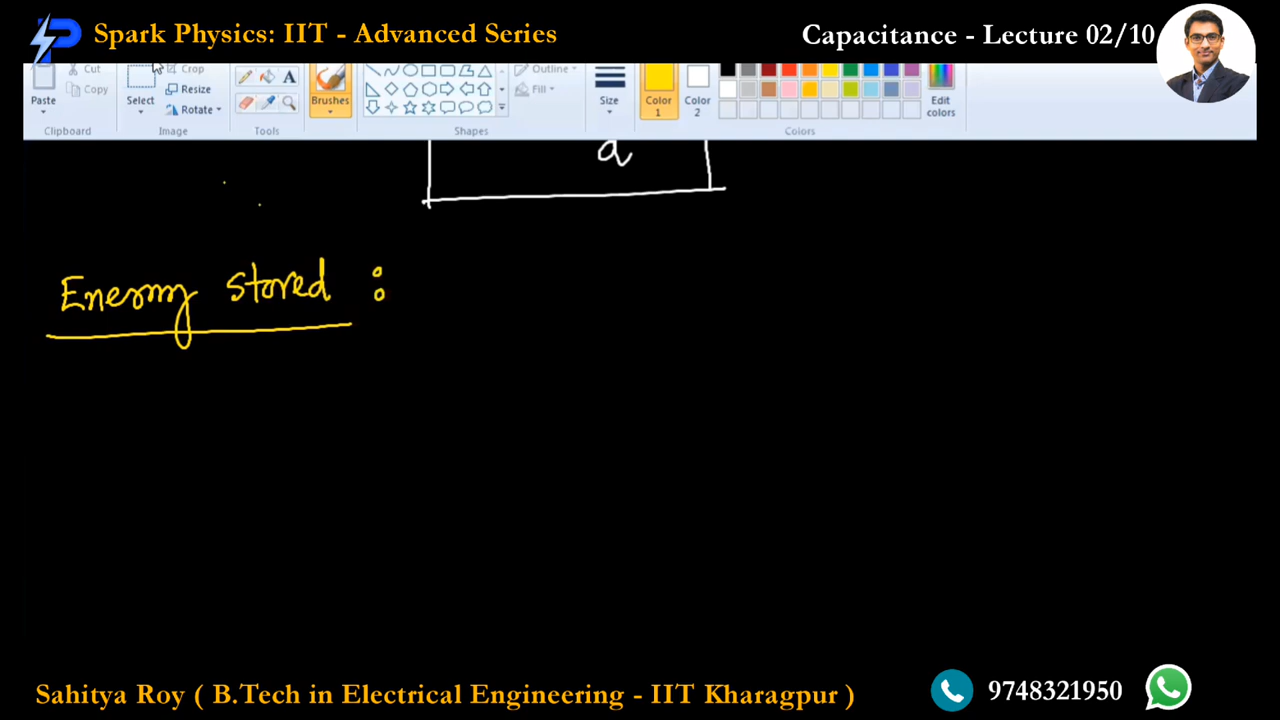 Spark Physics: IIT - Advanced Series
Capacitance - Lecture 02/10
Paste
Cut
Copy
Clipboard
Select
Crop
Resize
Rotate
Image
Tools
Brushes
Shapes
Outline
Fill
Size
Color 1
Color 2
Edit colors
Colors
a
Energy stored :
Sahitya Roy ( B.Tech in Electrical Engineering - IIT Kharagpur )
9748321950